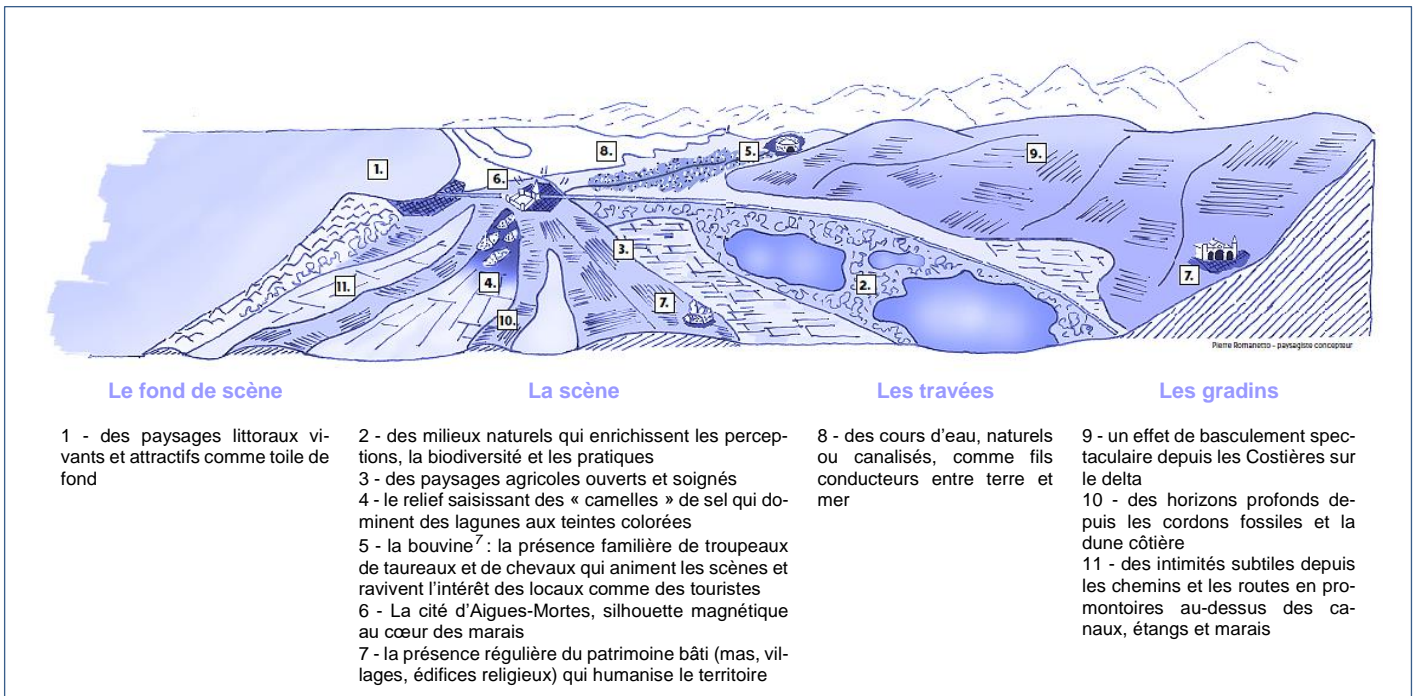 1.
8.
5.
9.
6.
3.
11.
4.
2.
7.
7.
10.
Pierre Romanetto - paysagiste concepteur
Le fond de scène
1 - des paysages littoraux vi-
vants et attractifs comme toile de
fond
La scène
2 - des milieux naturels qui enrichissent les percep-
tions, la biodiversité et les pratiques
3 - des paysages agricoles ouverts et soignés
4 - le relief saisissant des « camelles » de sel qui do-
minent des lagunes aux teintes colorées
5 - la bouvine7 : la présence familière de troupeaux
de taureaux et de chevaux qui animent les scènes et
ravivent l'intérêt des locaux comme des touristes
6 - La cité d'Aigues-Mortes, silhouette magnétique
au cœur des marais
7 - la présence régulière du patrimoine bâti (mas, vil-
lages, édifices religieux) qui humanise le territoire
Les travées
8 - des cours d'eau, naturels
ou canalisés, comme fils
conducteurs entre terre et
mer
Les gradins
9 - un effet de basculement spec-
taculaire depuis les Costières sur
le delta
10 - des horizons profonds de-
puis les cordons fossiles et la
dune côtière
11 - des intimités subtiles depuis
les chemins et les routes en pro-
montoires au-dessus des ca-
naux, étangs et marais